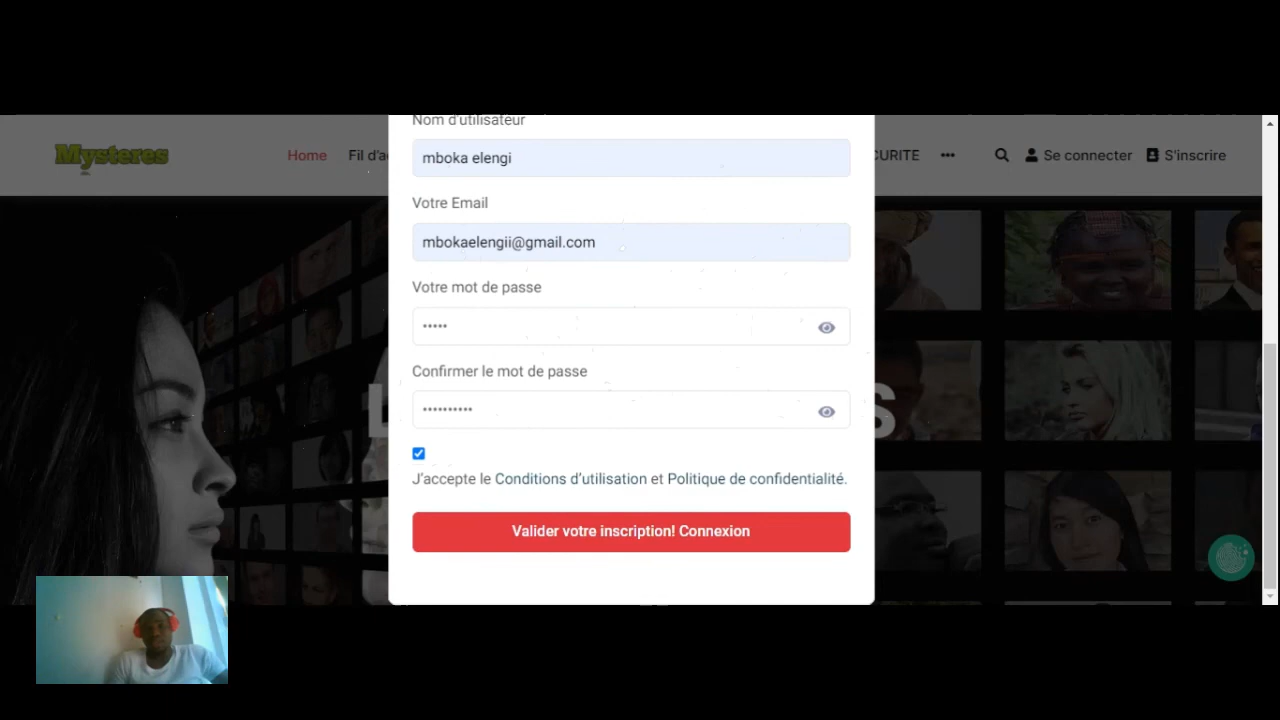 Nom d'utilisateur
Mysteres
Home
Fil d'a
mboka elengi
CURITE
•••
Se connecter
S'inscrire
Votre Email
mbokaelengii@gmail.com
Votre mot de passe
•••••
Confirmer le mot de passe
••••••••••
L
S
J'accepte le Conditions d'utilisation et Politique de confidentialité.
Valider votre inscription! Connexion